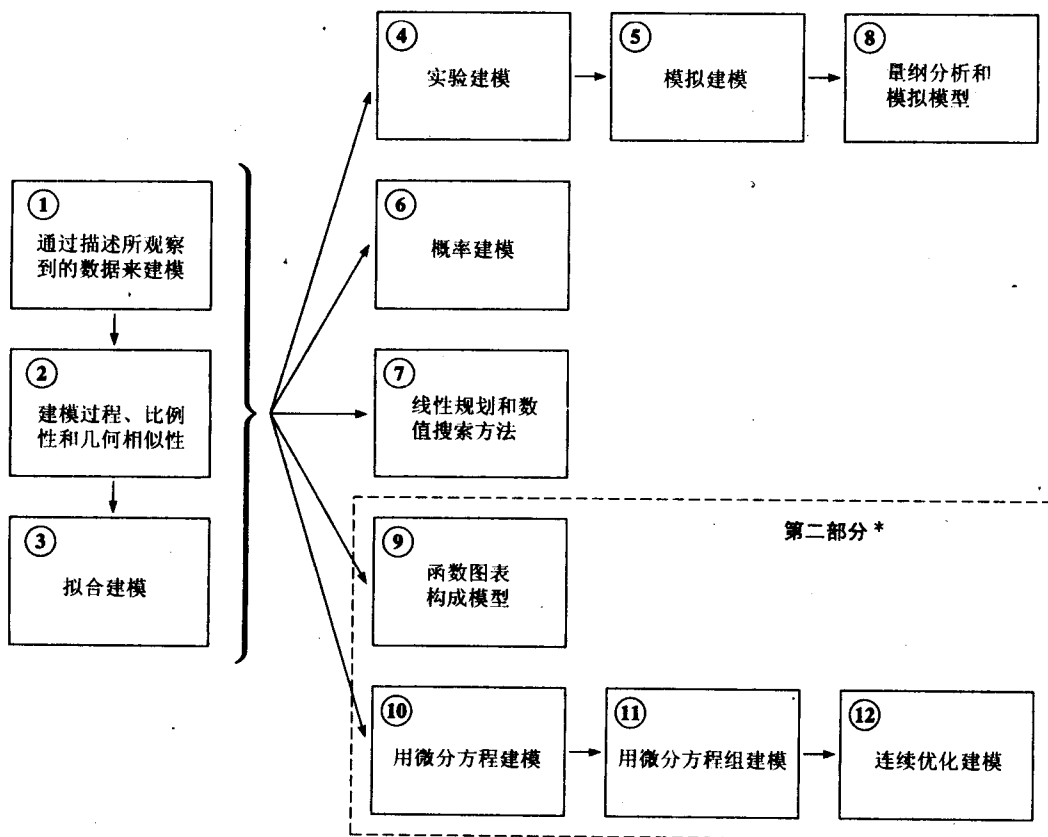 ①
通过描述所观察
到的数据来建模
②
建模过程、比例
性和几何相似性
③
拟合建模
④
实验建模
⑤
模拟建模
⑧
量纲分析和
模拟模型
⑥
概率建模
⑦
线性规划和数
值搜索方法
第二部分*
⑨
函数图表
构成模型
⑩
用微分方程建模
⑪
用微分方程组建模
⑫
连续优化建模